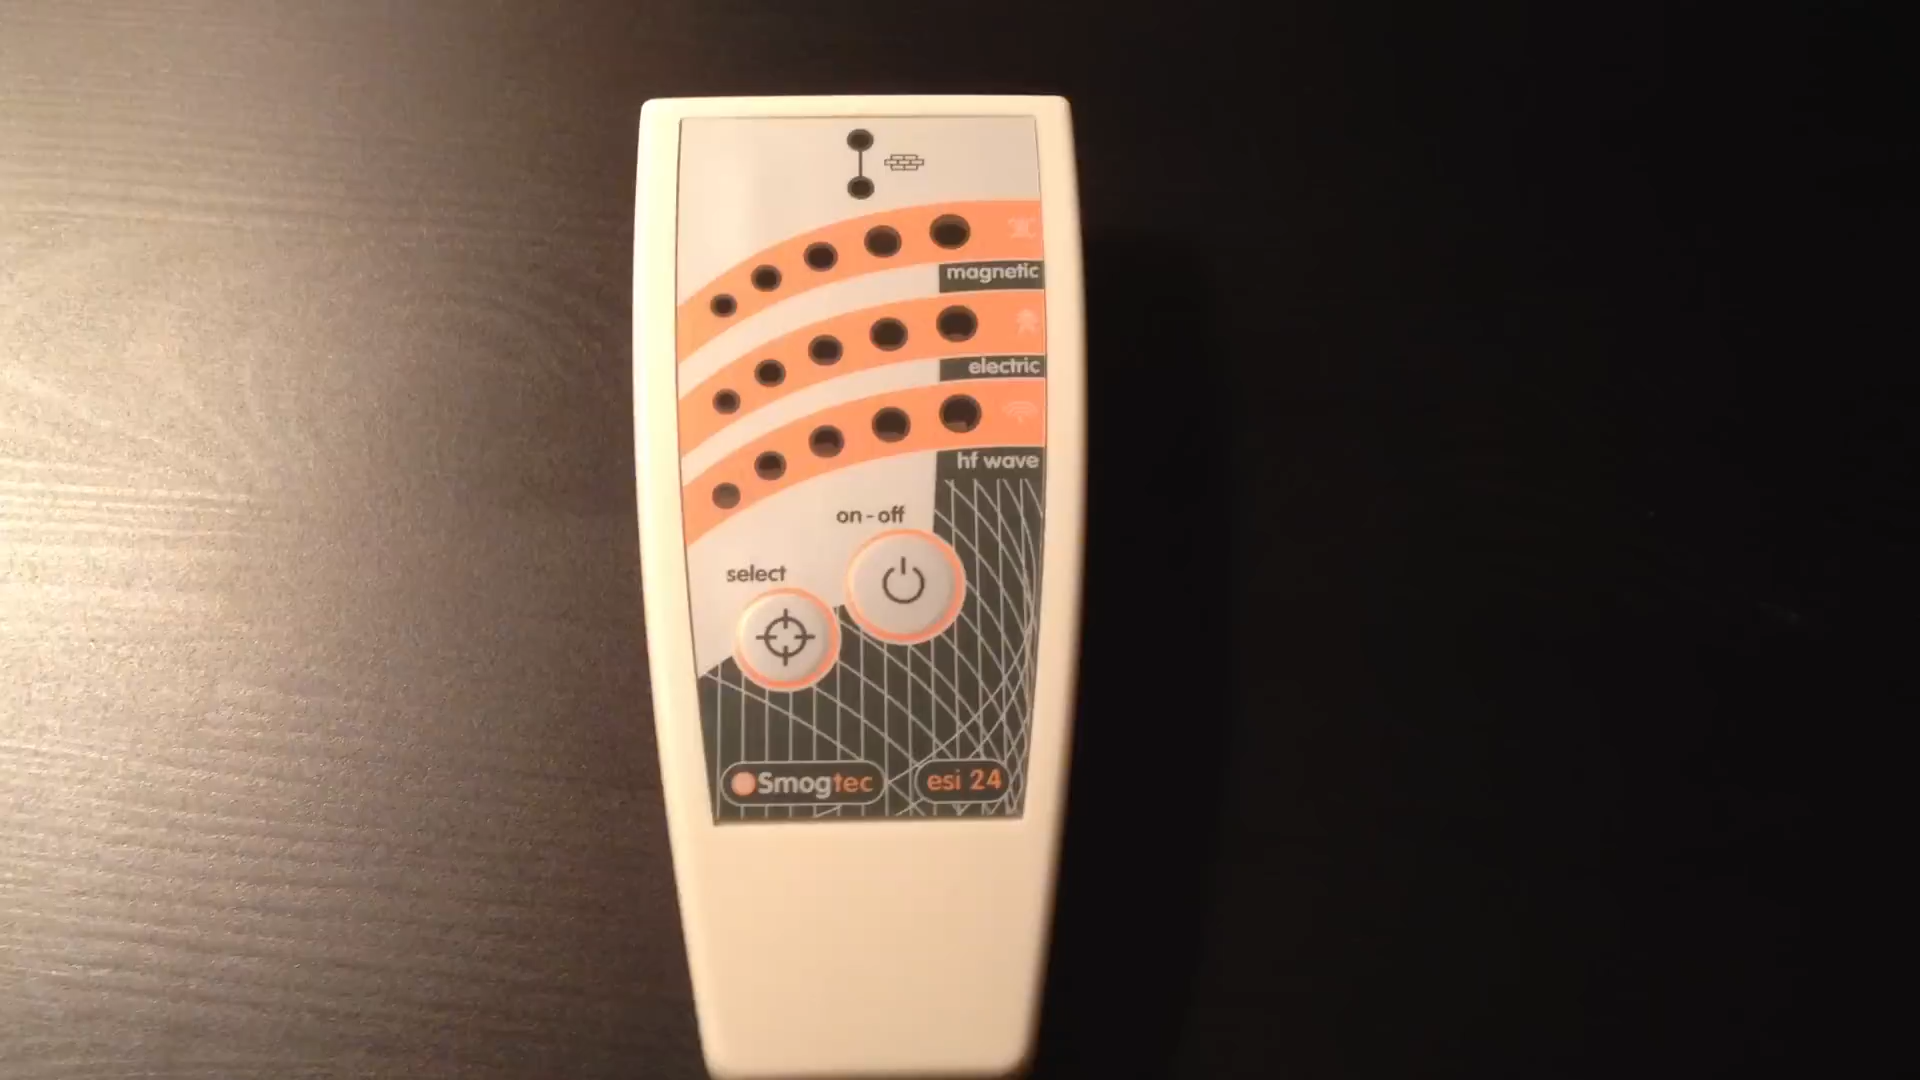 magnetic
electric
hf wave
on-off
select
Smogtec
esi 24